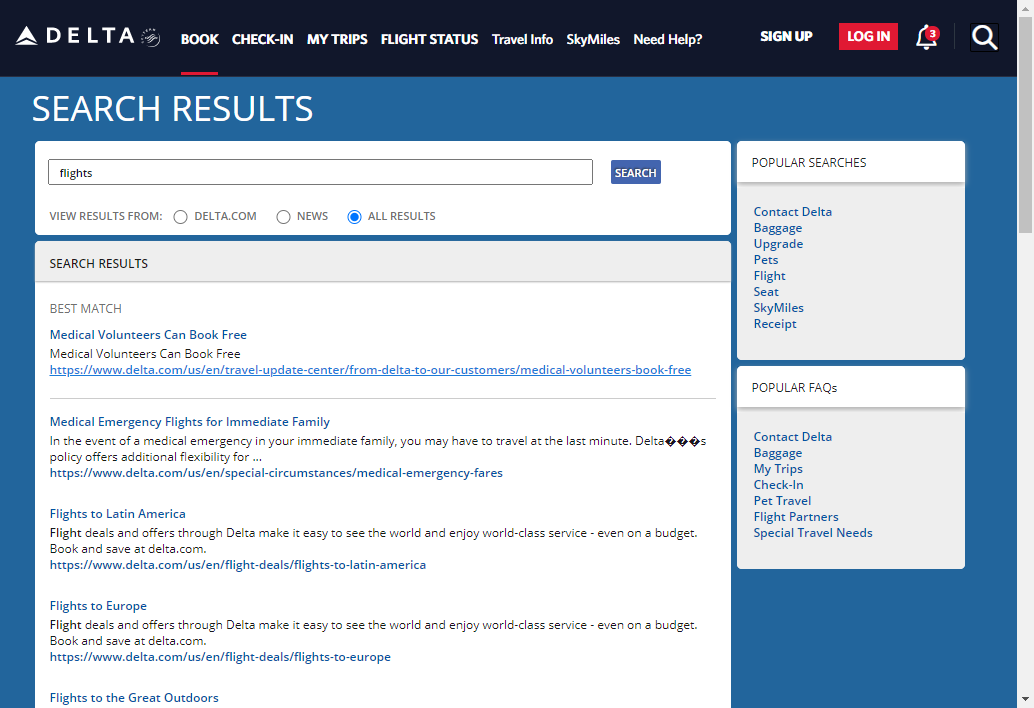 DELTA BOOK CHECK-IN MY TRIPS FLIGHT STATUS Travel Info SkyMiles Need Help? SIGN UP LOG IN 3
SEARCH RESULTS
flights SEARCH
VIEW RESULTS FROM: DELTA.COM NEWS ALL RESULTS
SEARCH RESULTS
BEST MATCH
Medical Volunteers Can Book Free
Medical Volunteers Can Book Free
https://www.delta.com/us/en/travel-update-center/from-delta-to-our-customers/medical-volunteers-book-free
Medical Emergency Flights for Immediate Family
In the event of a medical emergency in your immediate family, you may have to travel at the last minute. Delta���s
policy offers additional flexibility for ...
https://www.delta.com/us/en/special-circumstances/medical-emergency-fares
Flights to Latin America
Flight deals and offers through Delta make it easy to see the world and enjoy world-class service - even on a budget.
Book and save at delta.com.
https://www.delta.com/us/en/flight-deals/flights-to-latin-america
Flights to Europe
Flight deals and offers through Delta make it easy to see the world and enjoy world-class service - even on a budget.
Book and save at delta.com.
https://www.delta.com/us/en/flight-deals/flights-to-europe
Flights to the Great Outdoors
POPULAR SEARCHES
Contact Delta
Baggage
Upgrade
Pets
Flight
Seat
SkyMiles
Receipt
POPULAR FAQs
Contact Delta
Baggage
My Trips
Check-In
Pet Travel
Flight Partners
Special Travel Needs